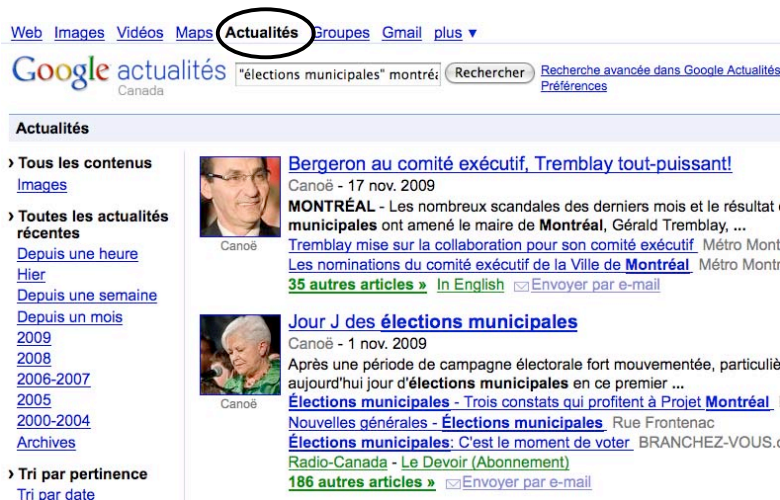 Web Images Vidéos Maps Actualités Groupes Gmail plus ▼
Google actualités
Canada
"élections municipales" montréa
Rechercher
Recherche avancée dans Google Actualités
Préférences
Actualités
› Tous les contenus
Images
› Toutes les actualités
récentes
Depuis une heure
Hier
Depuis une semaine
Depuis un mois
2009
2008
2006-2007
2005
2000-2004
Archives
› Tri par pertinence
Tri par date
Canoë
Bergeron au comité exécutif, Tremblay tout-puissant!
Canoë - 17 nov. 2009
MONTRÉAL - Les nombreux scandales des derniers mois et le résultat
municipales ont amené le maire de Montréal, Gérald Tremblay, ...
Tremblay mise sur la collaboration pour son comité exécutif Métro Mont
Les nominations du comité exécutif de la Ville de Montréal Métro Montr
35 autres articles » In English Envoyer par e-mail
Canoë
Jour J des élections municipales
Canoë - 1 nov. 2009
Après une période de campagne électorale fort mouvementée, particuliè
aujourd'hui jour d'élections municipales en ce premier ...
Élections municipales - Trois constats qui profitent à Projet Montréal
Nouvelles générales - Élections municipales Rue Frontenac
Élections municipales: C'est le moment de voter BRANCHEZ-VOUS.c
Radio-Canada - Le Devoir (Abonnement)
186 autres articles » Envoyer par e-mail